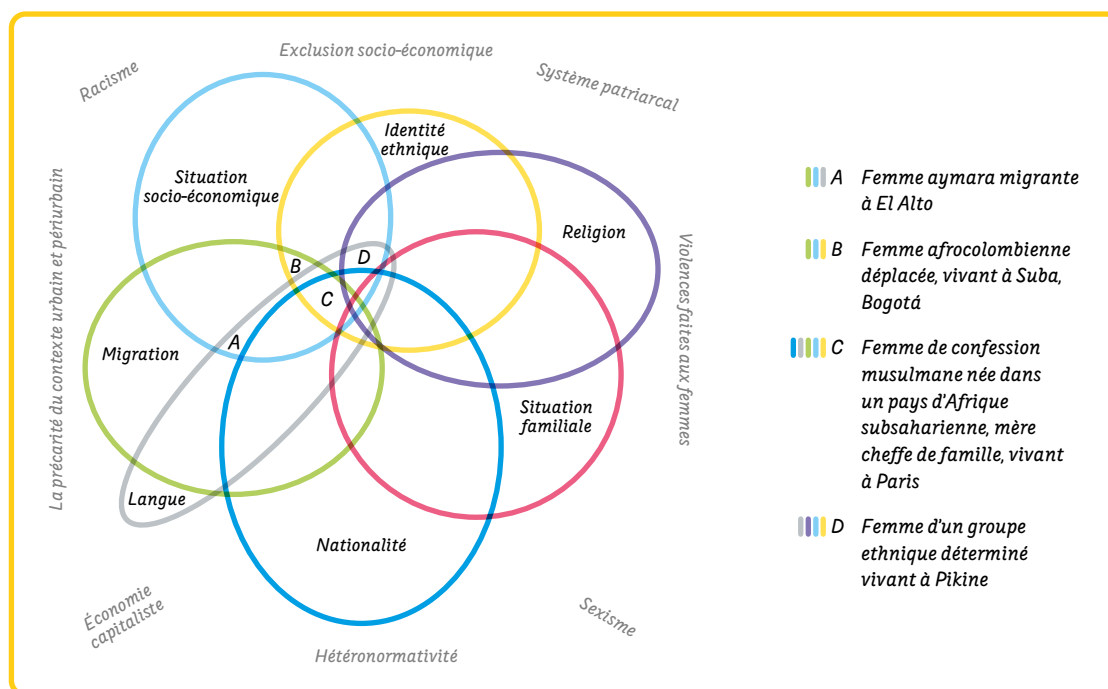 Exclusion socio-économique
Racisme
Système patriarcal
Identité
ethnique
Situation
socio-économique
Religion
La précarité du contexte urbain et périurbain
Violences faites aux femmes
B
D
C
A
Migration
Situation
familiale
Langue
Nationalité
Économie
capitaliste
Sexisme
Hétéronormativité
A Femme aymara migrante
à El Alto
B Femme afrocolombienne
déplacée, vivant à Suba,
Bogotá
C Femme de confession
musulmane née dans
un pays d'Afrique
subsaharienne, mère
cheffe de famille, vivant
à Paris
D Femme d'un groupe
ethnique déterminé
vivant à Pikine